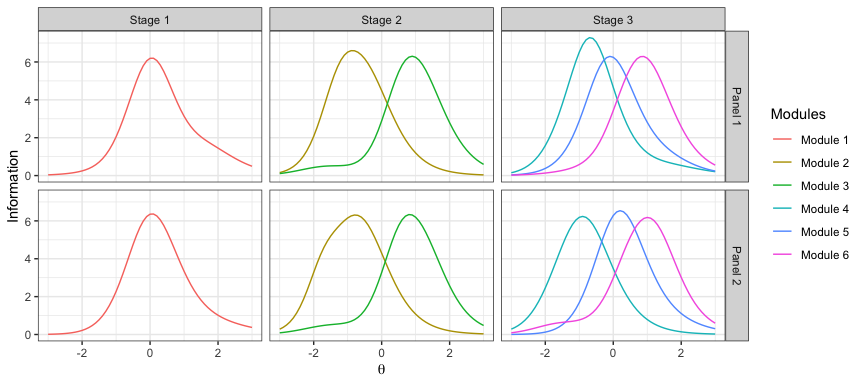 Stage 1 Stage 2 Stage 3
Information
6
4
2
0
Panel 1
6
4
2
0
Panel 2
-2 0 2 -2 0 2 -2 0 2
θ
Modules
Module 1
Module 2
Module 3
Module 4
Module 5
Module 6